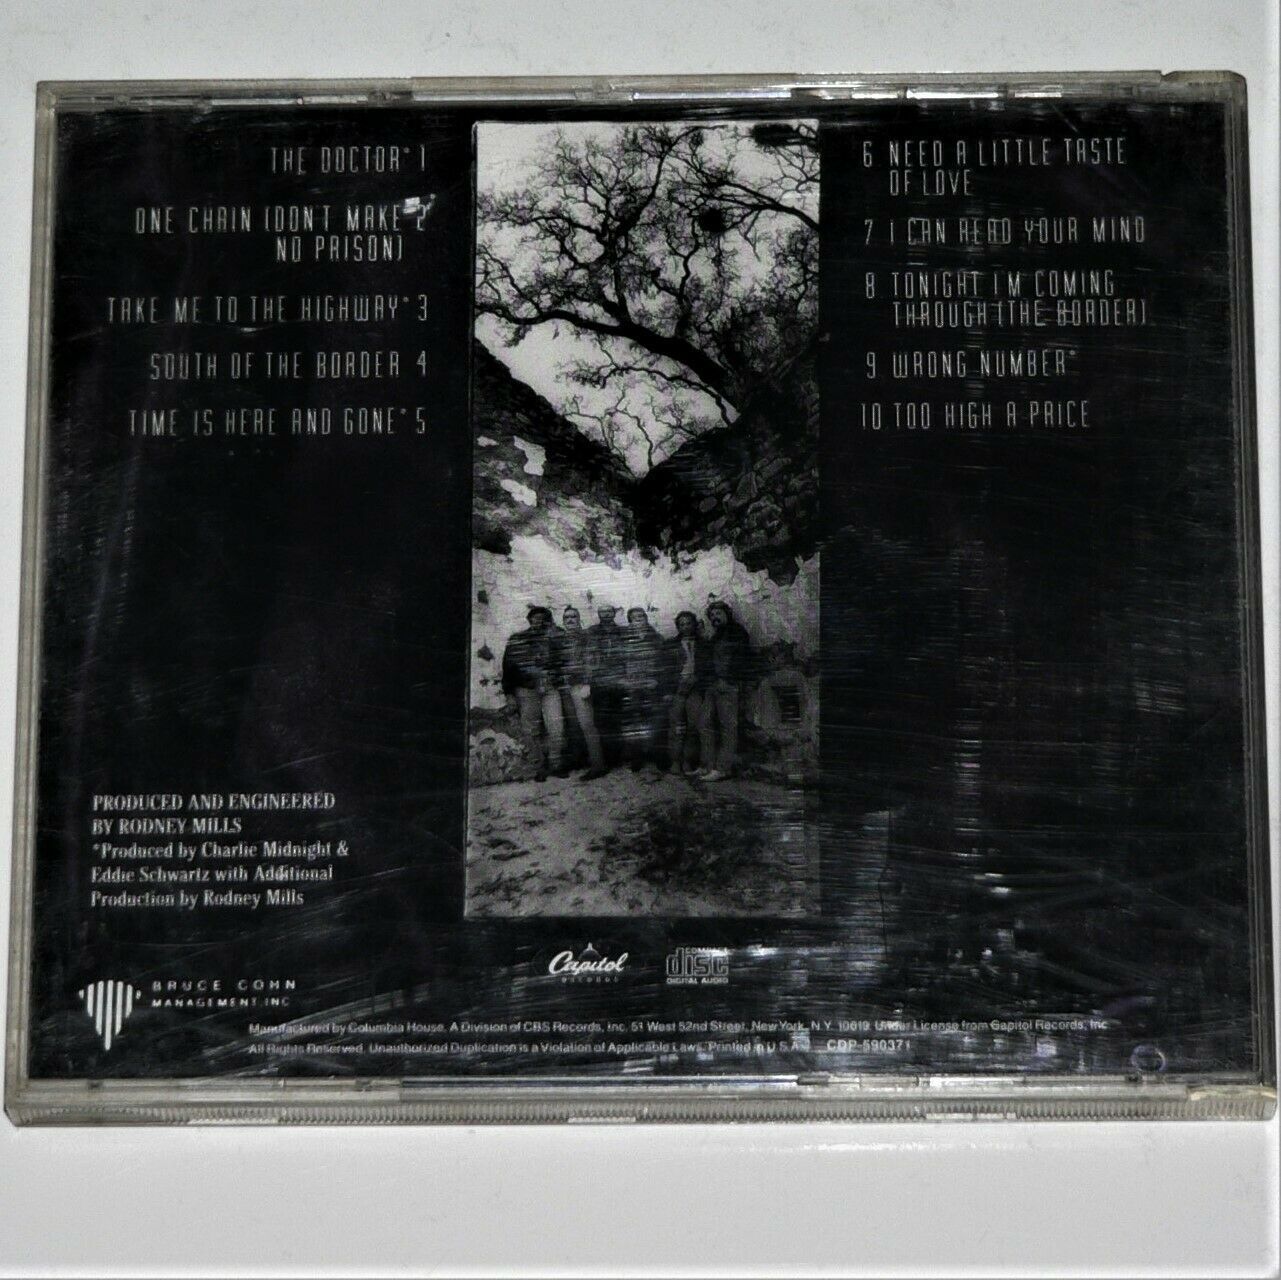 THE DOCTOR* 1
ONE CHAIN (DON'T MAKE 2
NO PRISON)
TAKE ME TO THE HIGHWAY* 3
SOUTH OF THE BORDER 4
TIME IS HERE AND GONE* 5
6 NEED A LITTLE TASTE
OF LOVE
7 I CAN READ YOUR MIND
8 TONIGHT I'M COMING
THROUGH (THE BORDER)
9 WRONG NUMBER*
10 TOO HIGH A PRICE
PRODUCED AND ENGINEERED
BY RODNEY MILLS
*Produced by Charlie Midnight &
Eddie Schwartz with Additional
Production by Rodney Mills
BRUCE COHN
MANAGEMENT, INC
Capitol
RECORDS
COMPACT
disc
DIGITAL AUDIO
Manufactured by Columbia House, A Division of CBS Records, Inc. 51 West 52nd Street, New York, N.Y. 10019 Under License from Capitol Records, Inc
All Rights Reserved. Unauthorized Duplication is a Violation of Applicable Laws. Printed in U.S.A. CDP-590371